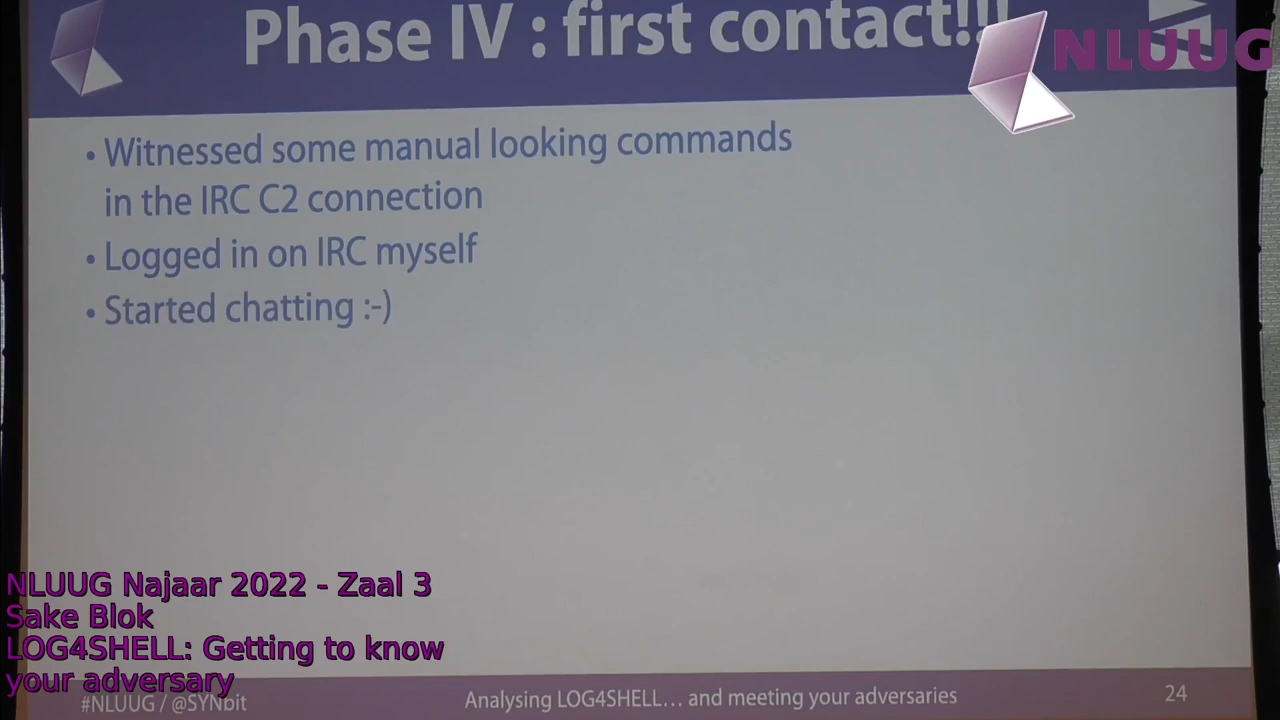 Phase IV : first contact!!!
NLUUG
• Witnessed some manual looking commands
in the IRC C2 connection
• Logged in on IRC myself
• Started chatting :-)
NLUUG Najaar 2022 - Zaal 3
Sake Blok
LOG4SHELL: Getting to know
your adversary
#NLUUG / @SYNbit
Analysing LOG4SHELL… and meeting your adversaries
24